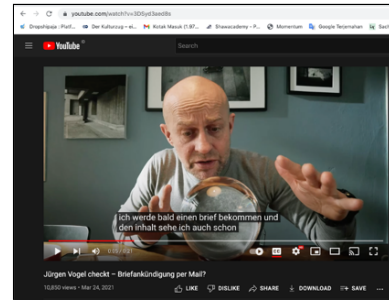 youtube.com/watch?v=3D5yd3sedIts
Dropshipaja : Platf...
Der Kulturzug – ei...
Kotak Masuk (1.97...
Shawacademy - P...
Momentum
Google Terjemahan
YouTube
Search
ich werde bald einen brief bekommen und
den inhalt sehe ich auch schon
Jürgen Vogel checkt – Briefankündigung per Mail?
10,850 views • Mar 24, 2021
LIKE
DISLIKE
SHARE
DOWNLOAD
SAVE